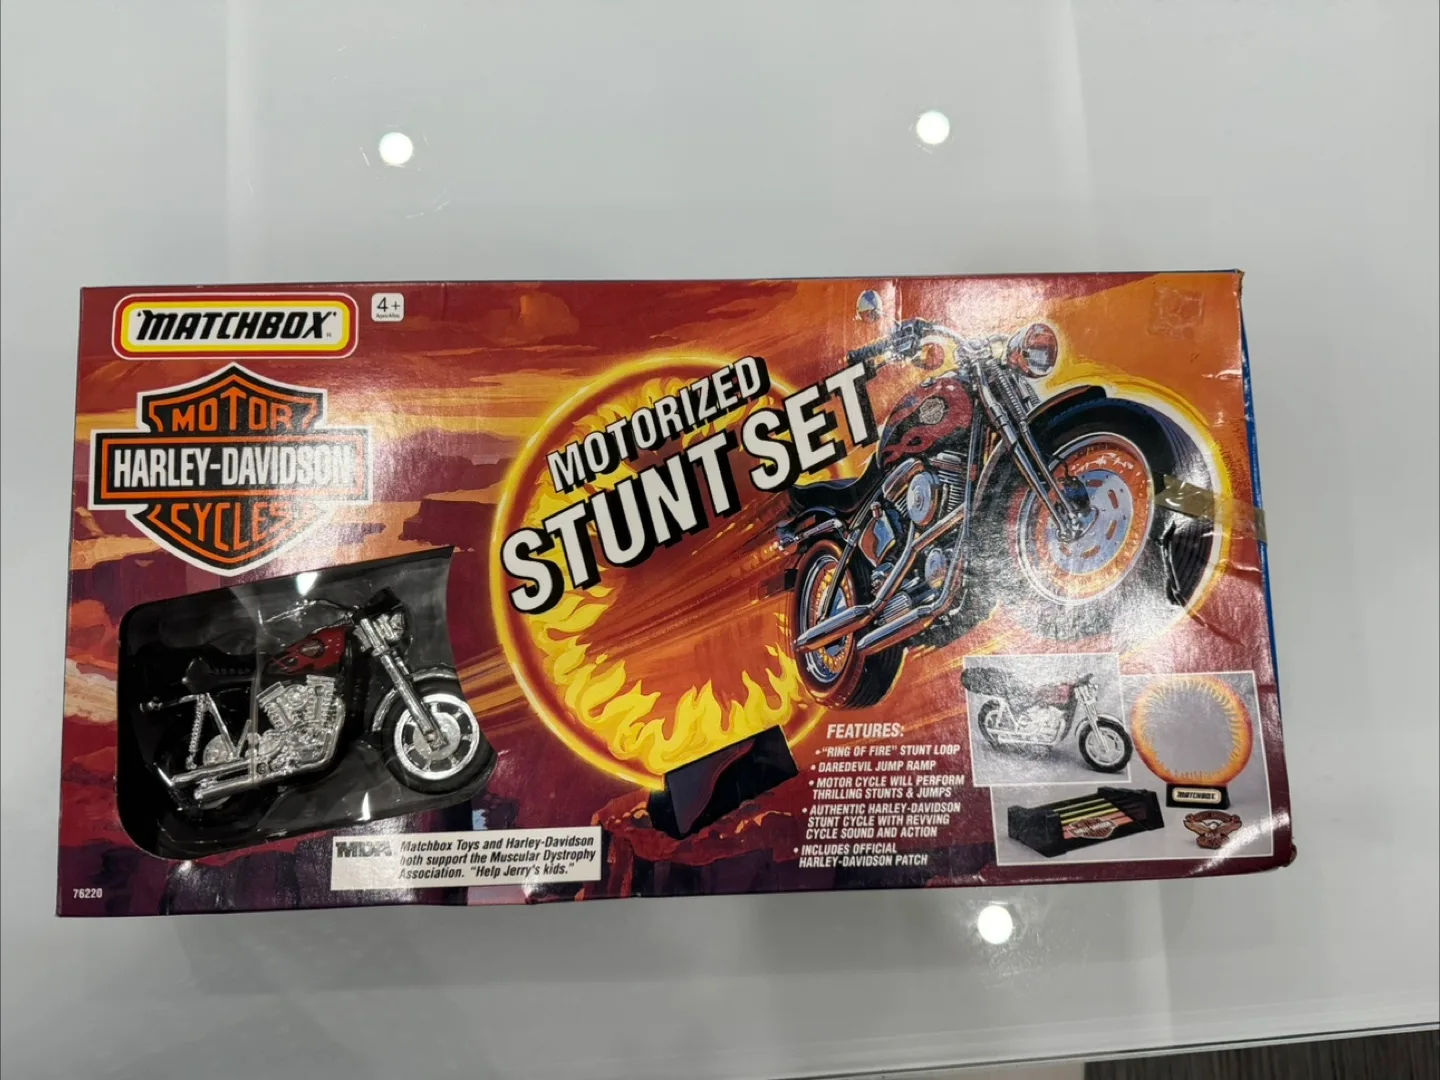 MATCHBOX
4+
MOTOR
HARLEY-DAVIDSON
CYCLES
MOTORIZED
STUNT SET
FEATURES:
• "RING OF FIRE" STUNT LOOP
• DAREDEVIL JUMP RAMP
• MOTOR CYCLE WILL PERFORM
THRILLING STUNTS & JUMPS
• AUTHENTIC HARLEY-DAVIDSON
STUNT CYCLE WITH REVVING
CYCLE SOUND AND ACTION
• INCLUDES OFFICIAL
HARLEY-DAVIDSON PATCH
MATCHBOX
MDA
Matchbox Toys and Harley-Davidson
both support the Muscular Dystrophy
Association. "Help Jerry's kids."
76220